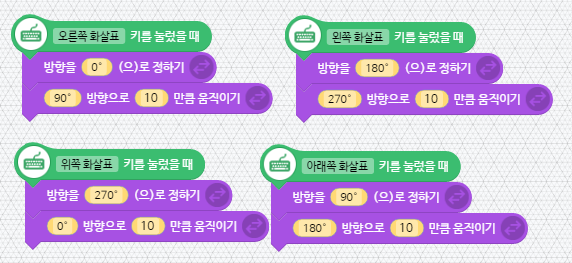 오른쪽 화살표 키를 눌렀을 때
방향을 0° (으)로 정하기
90° 방향으로 10 만큼 움직이기
왼쪽 화살표 키를 눌렀을 때
방향을 180° (으)로 정하기
270° 방향으로 10 만큼 움직이기
위쪽 화살표 키를 눌렀을 때
방향을 270° (으)로 정하기
0° 방향으로 10 만큼 움직이기
아래쪽 화살표 키를 눌렀을 때
방향을 90° (으)로 정하기
180° 방향으로 10 만큼 움직이기